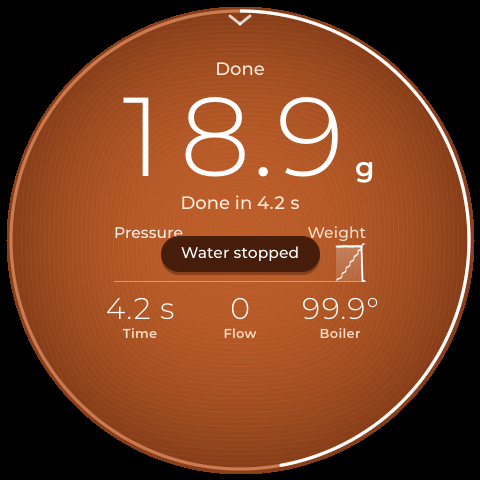 Done
18.9 g
Done in 4.2 s
Pressure Weight
Water stopped
4.2 s 0 99.9°
Time Flow Boiler